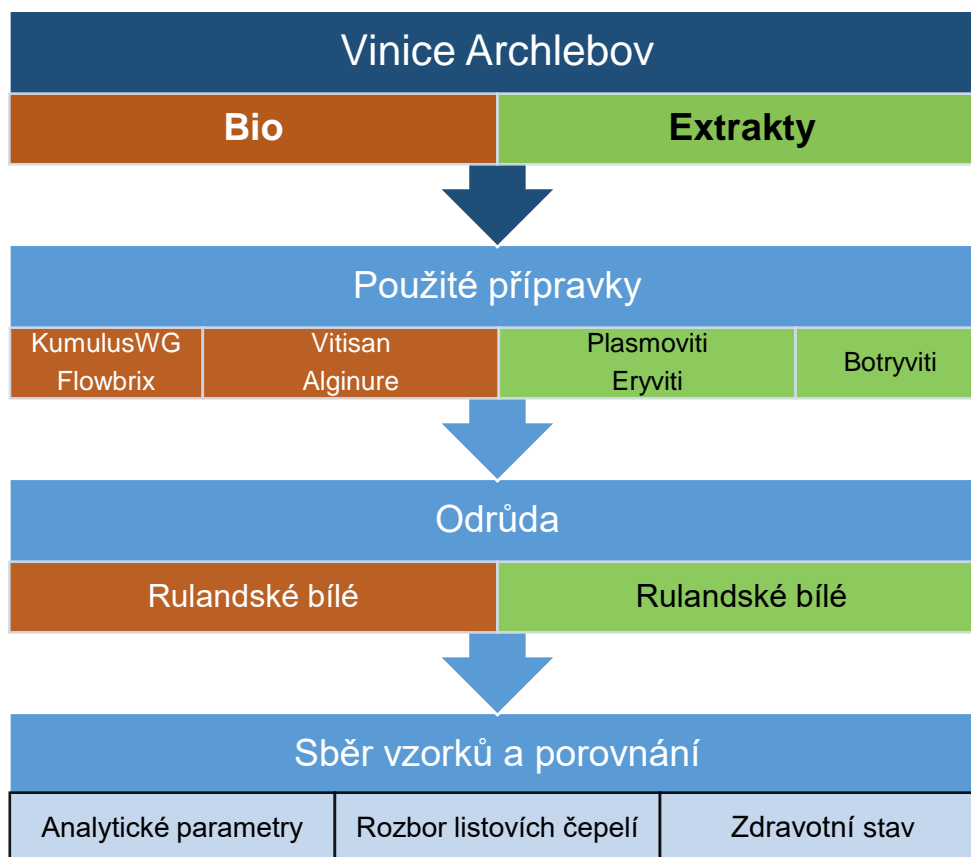 Vinice Archlebov
Bio
Extrakty
Použité přípravky
KumulusWG
Flowbrix
Vitisan
Alginure
Plasmoviti
Eryviti
Botryviti
Odrůda
Rulandské bílé
Rulandské bílé
Sběr vzorků a porovnání
Analytické parametry
Rozbor listových čepelí
Zdravotní stav